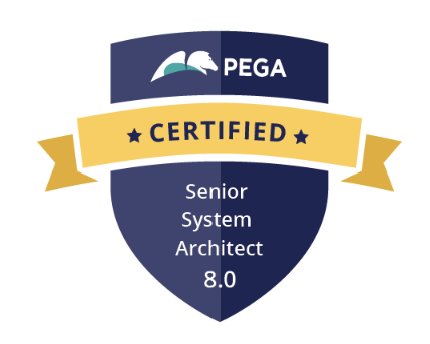 PEGA
CERTIFIED
Senior
System
Architect
8.0